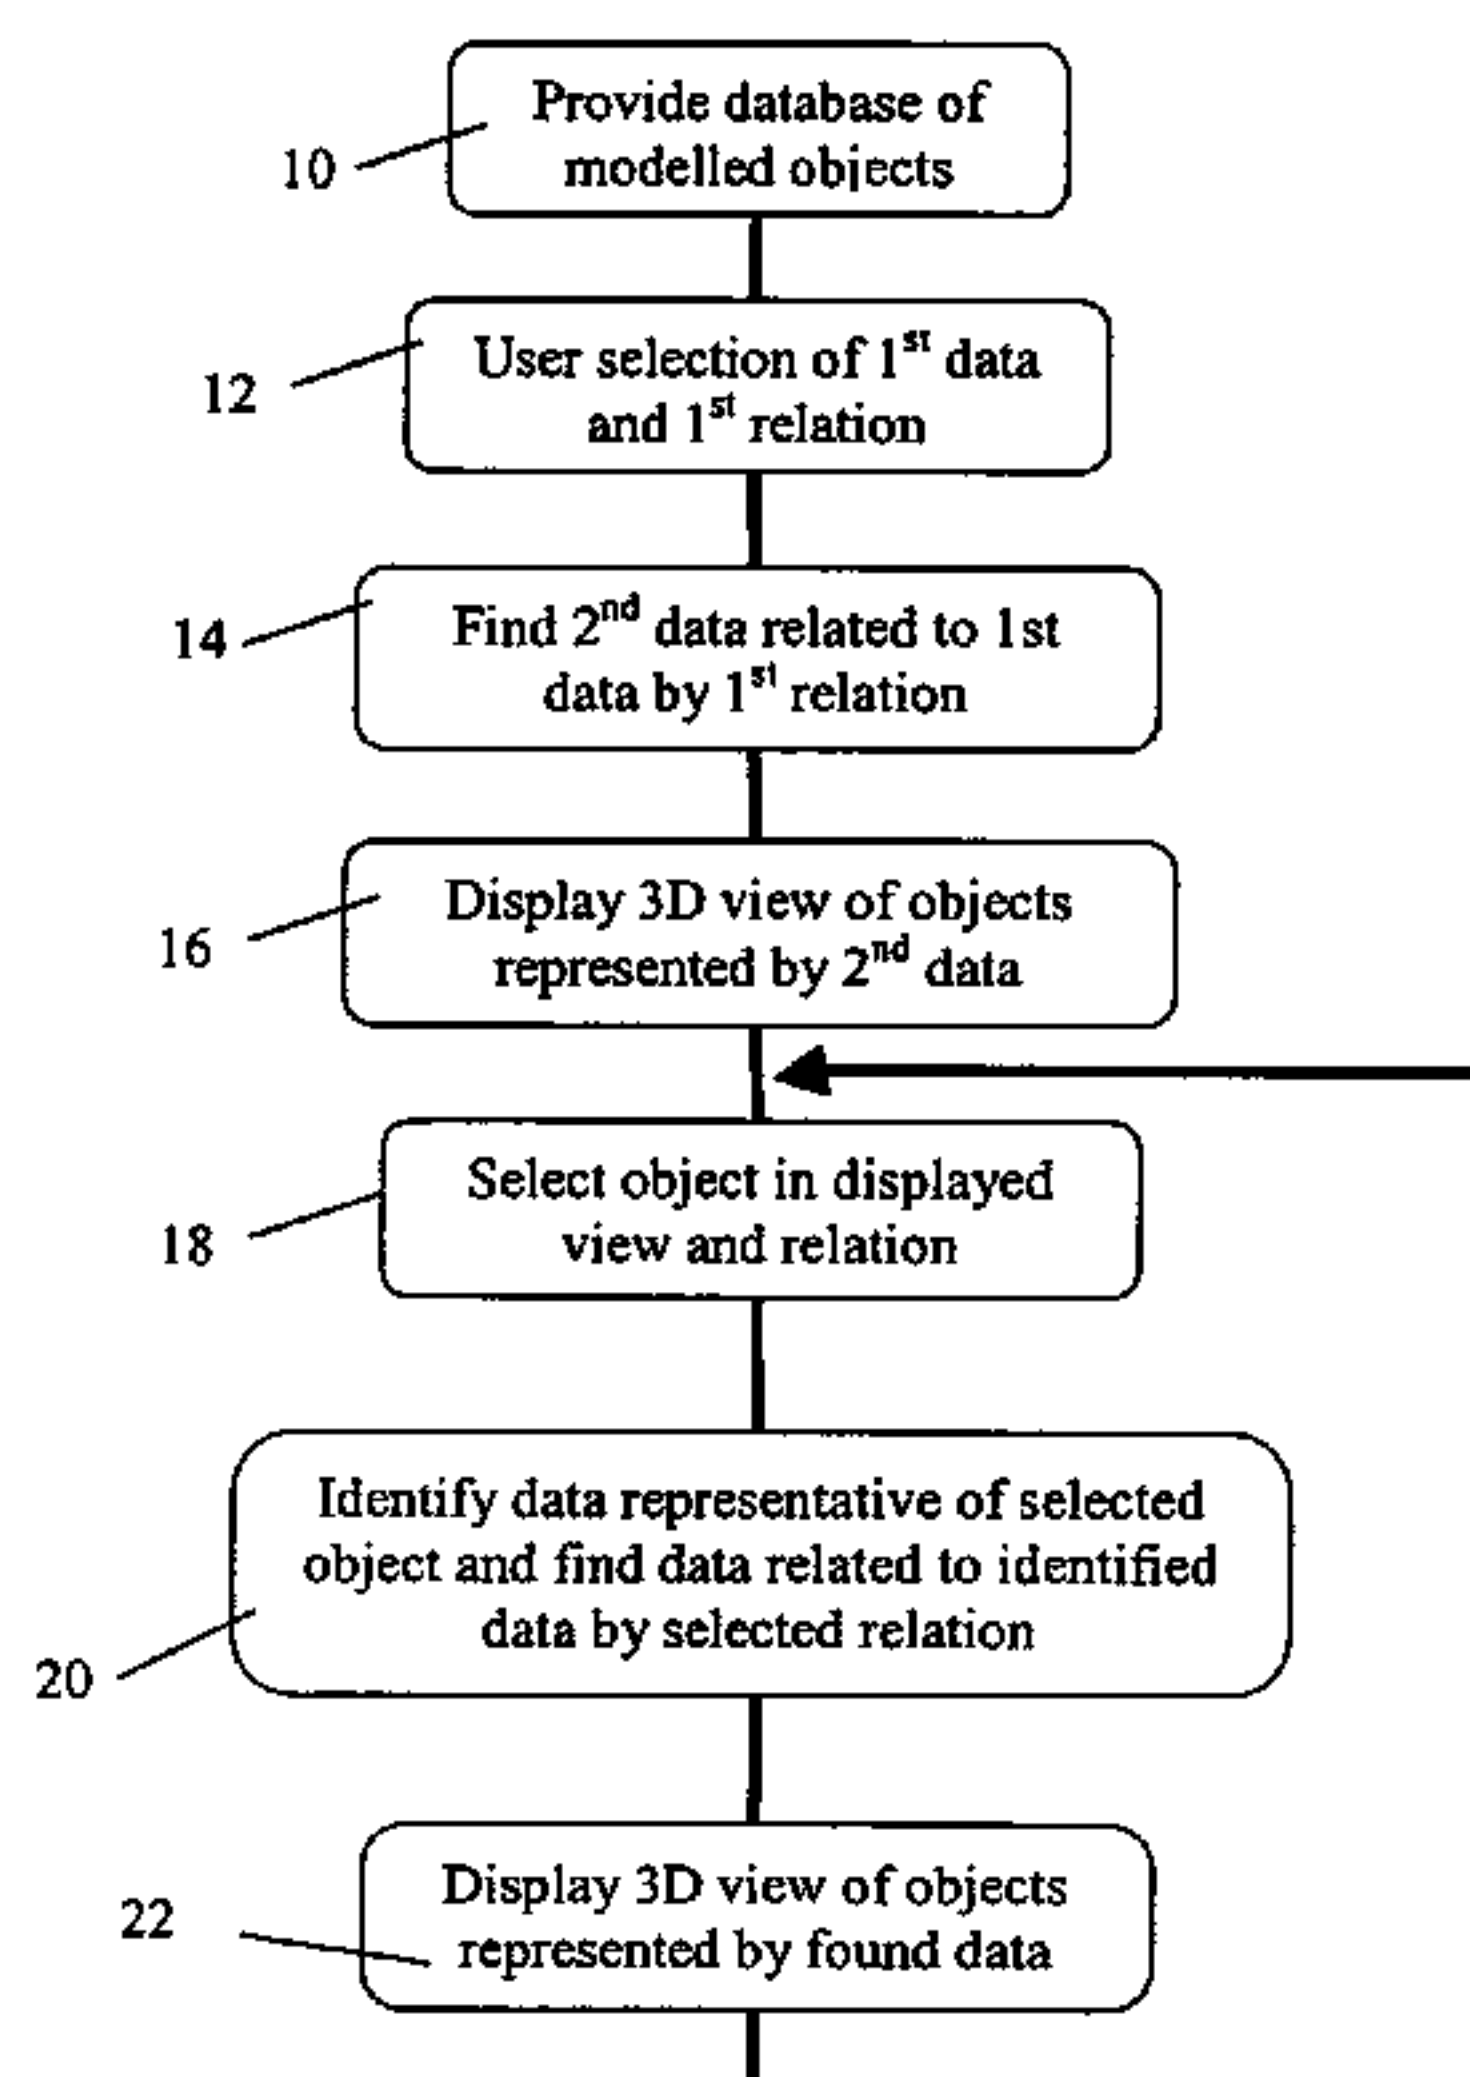 Provide database of
modelled objects
10
User selection of 1st data
and 1st relation
12
Find 2nd data related to 1st
data by 1st relation
14
Display 3D view of objects
represented by 2nd data
16
Select object in displayed
view and relation
18
Identify data representative of selected
object and find data related to identified
data by selected relation
20
Display 3D view of objects
represented by found data
22